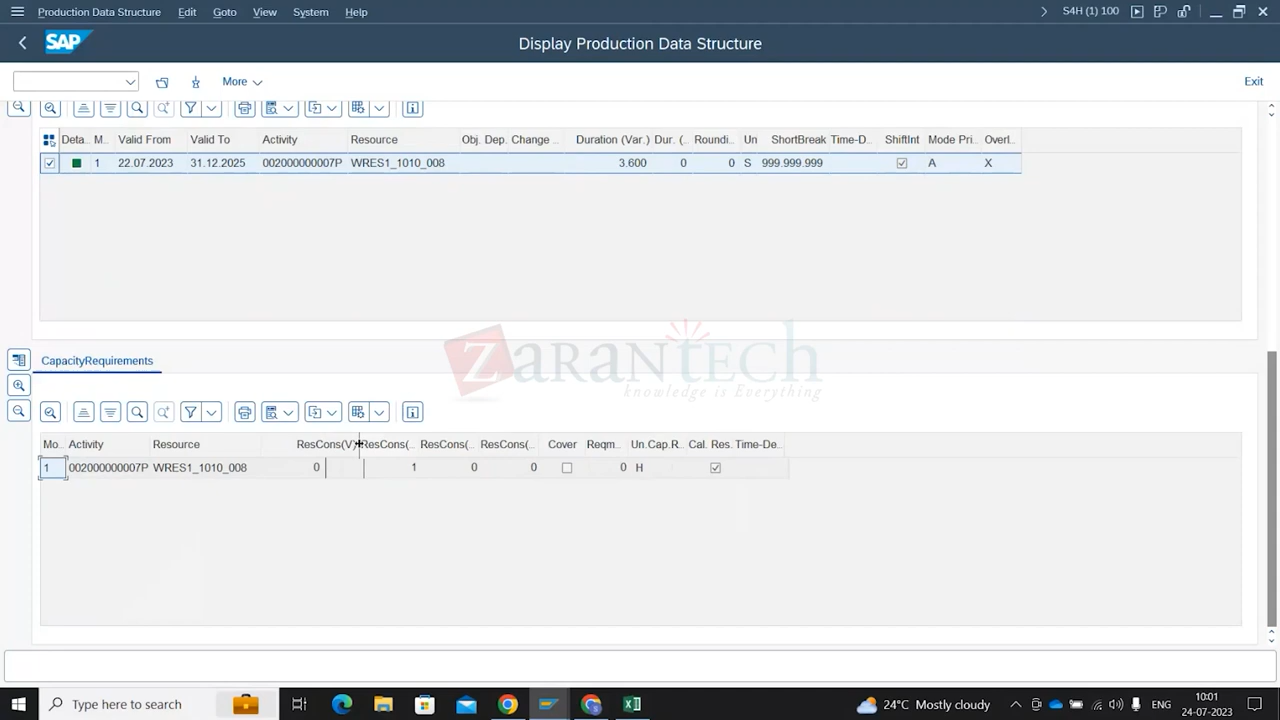 Production Data Structure Edit Goto View System Help S4H (1) 100
SAP Display Production Data Structure
More Exit
Deta.. M.. Valid From Valid To Activity Resource Obj. Dep. Change .. Duration (Var.) Dur. (.. Roundi.. Un ShortBreak Time-D.. ShiftInt Mode Pri.. Overl..
1 22.07.2023 31.12.2025 002000000007P WRES1_1010_008 3.600 0 0 S 999.999.999 A X
zarantech
knowledge is Everything
CapacityRequirements
Mo.. Activity Resource ResCons(V) ResCons(.. ResCons(.. ResCons(.. Cover Reqm.. Un.Cap.R.. Cal. Res. Time-De..
1 002000000007P WRES1_1010_008 0 1 0 0 0 H
Type here to search 24°C Mostly cloudy ENG 10:01
24-07-2023